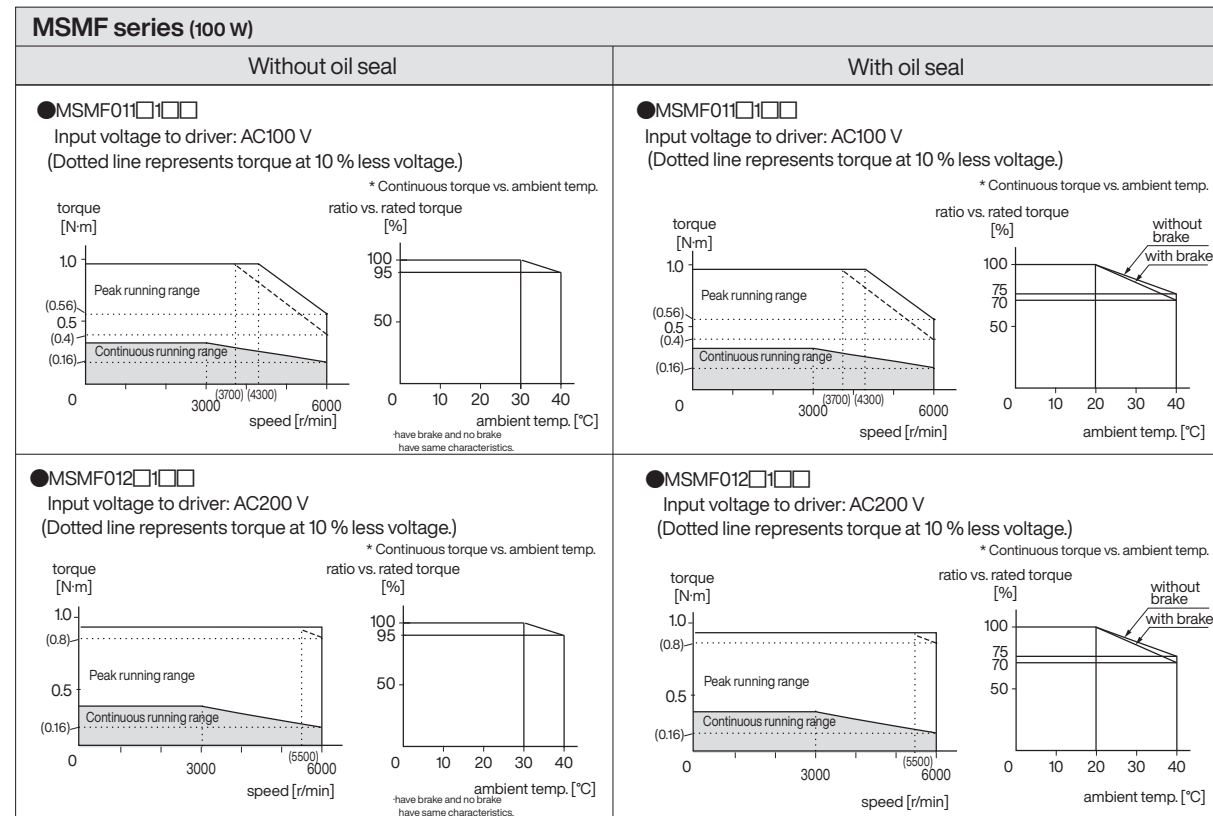 MSMF series (100 W)
Without oil seal
With oil seal
●MSMF011□1□□
Input voltage to driver: AC100 V
(Dotted line represents torque at 10 % less voltage.)
* Continuous torque vs. ambient temp.
torque
[N·m]
1.0
(0.56)
0.5
(0.4)
(0.16)
Peak running range
Continuous running range
0
3000
(3700)
(4300)
6000
speed [r/min]
ratio vs. rated torque
[%]
100
95
50
0 10 20 30 40
ambient temp. [°C]
·have brake and no brake
have same characteristics.
●MSMF011□1□□
Input voltage to driver: AC100 V
(Dotted line represents torque at 10 % less voltage.)
* Continuous torque vs. ambient temp.
torque
[N·m]
1.0
(0.56)
0.5
(0.4)
(0.16)
Peak running range
Continuous running range
0
3000
(3700)
(4300)
6000
speed [r/min]
ratio vs. rated torque
[%]
without
brake
with brake
100
75
70
50
0 10 20 30 40
ambient temp. [°C]
●MSMF012□1□□
Input voltage to driver: AC200 V
(Dotted line represents torque at 10 % less voltage.)
* Continuous torque vs. ambient temp.
torque
[N·m]
1.0
(0.8)
0.5
(0.16)
Peak running range
Continuous running range
0
3000
(5500)
6000
speed [r/min]
ratio vs. rated torque
[%]
100
95
50
0 10 20 30 40
ambient temp. [°C]
·have brake and no brake
have same characteristics.
●MSMF012□1□□
Input voltage to driver: AC200 V
(Dotted line represents torque at 10 % less voltage.)
* Continuous torque vs. ambient temp.
torque
[N·m]
1.0
(0.8)
0.5
(0.16)
Peak running range
Continuous running range
0
3000
(5500)
6000
speed [r/min]
ratio vs. rated torque
[%]
without
brake
with brake
100
75
70
50
0 10 20 30 40
ambient temp. [°C]